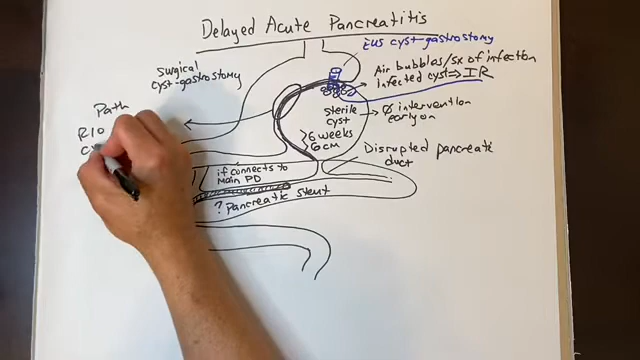 Delayed Acute Pancreatitis
EUS cyst-gastrostomy
Surgical
cyst-gastrostomy
Air bubbles/sx of infection
infected cyst ⇒ IR
sterile
cyst
→ Ø intervention
early on
} 6 weeks
6 cm
Path
R/O
Disrupted pancreatic
duct
if connects to
main PD
? Pancreatic stent